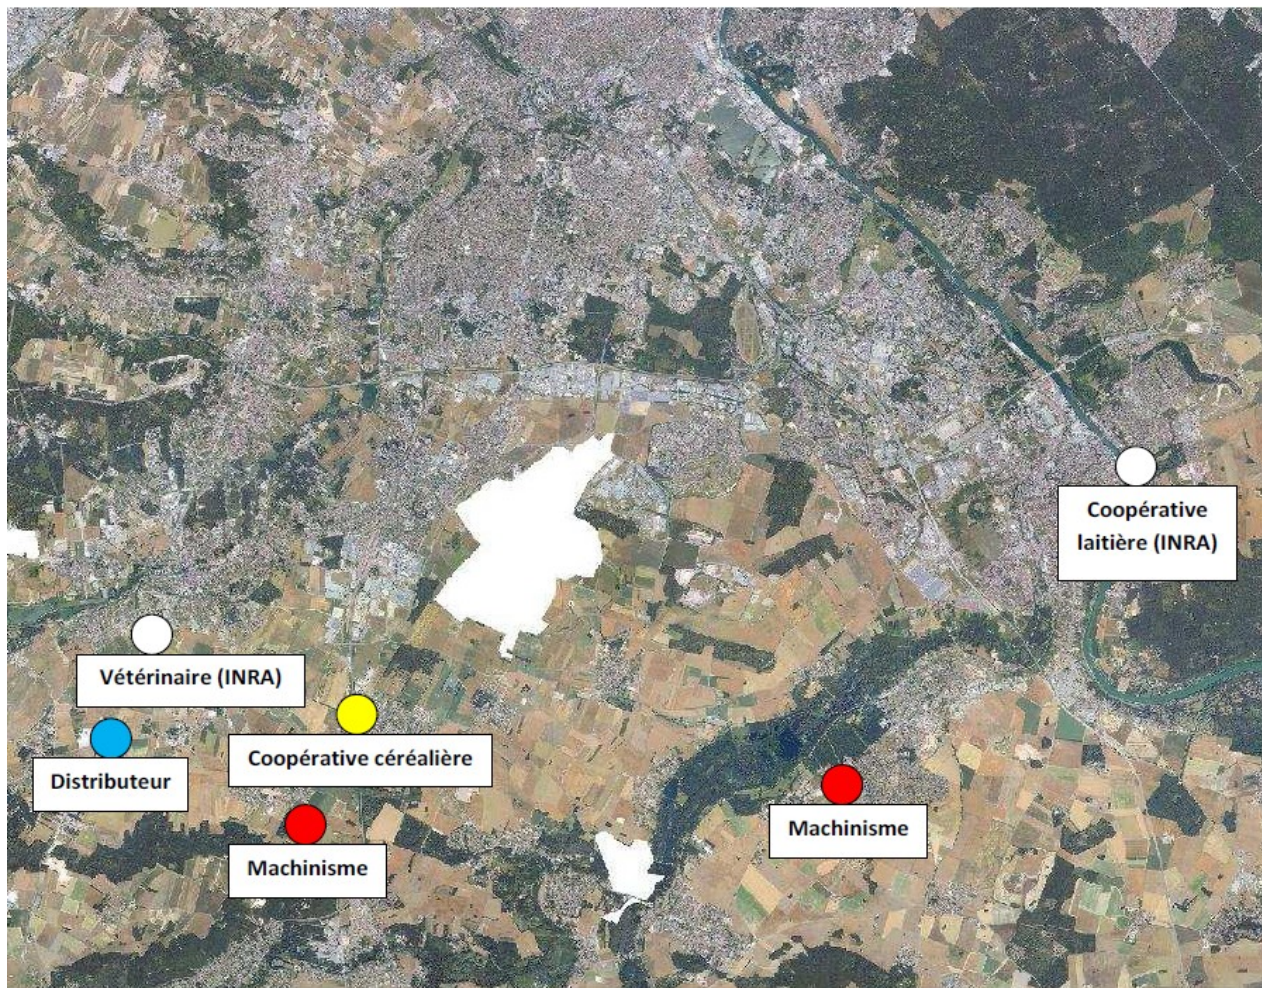 Coopérative
laitière (INRA)
Vétérinaire (INRA)
Coopérative céréalière
Distributeur
Machinisme
Machinisme